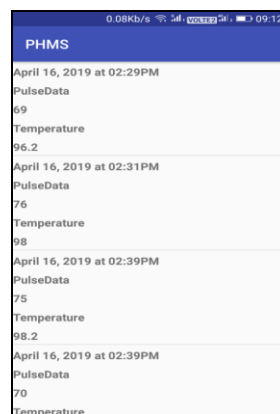 0.08Kb/s VOLTE 09:12
PHMS
April 16, 2019 at 02:29PM
PulseData
69
Temperature
96.2
April 16, 2019 at 02:31PM
PulseData
76
Temperature
98
April 16, 2019 at 02:39PM
PulseData
75
Temperature
98.2
April 16, 2019 at 02:39PM
PulseData
70
Temperature